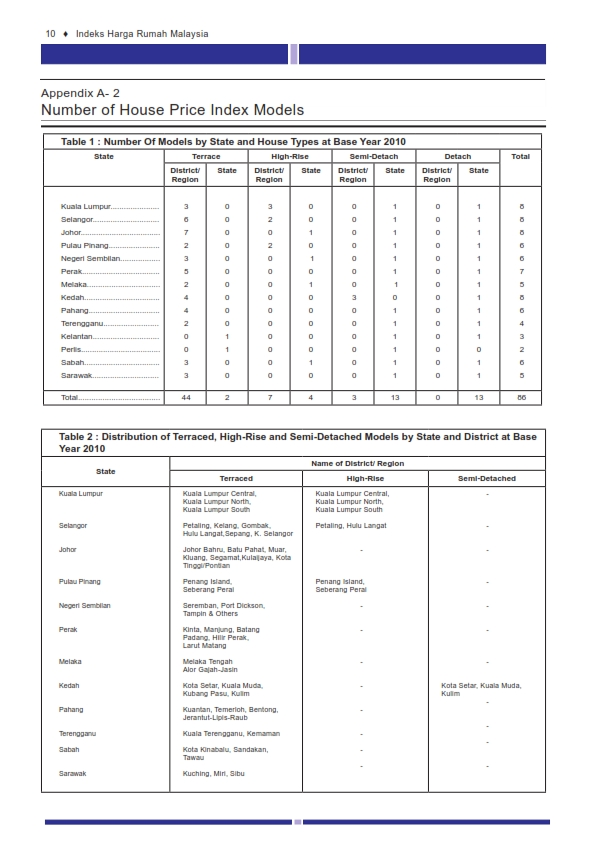 10 ♦ Indeks Harga Rumah Malaysia
Appendix A- 2
Number of House Price Index Models
Table 1 : Number Of Models by State and House Types at Base Year 2010
State Terrace High-Rise Semi-Detach Detach Total
District/ Region State District/ Region State District/ Region State District/ Region State
Kuala Lumpur...................... 3 0 3 0 0 1 0 1 8
Selangor.............................. 6 0 2 0 0 1 0 1 8
Johor................................... 7 0 0 1 0 1 0 1 8
Pulau Pinang....................... 2 0 2 0 0 1 0 1 6
Negeri Sembilan.................. 3 0 0 1 0 1 0 1 6
Perak................................... 5 0 0 0 0 1 0 1 7
Melaka................................. 2 0 0 1 0 1 0 1 5
Kedah.................................. 4 0 0 0 3 0 0 1 8
Pahang................................ 4 0 0 0 0 1 0 1 6
Terengganu......................... 2 0 0 0 0 1 0 1 4
Kelantan.............................. 0 1 0 0 0 1 0 1 3
Perlis................................... 0 1 0 0 0 1 0 0 2
Sabah.................................. 3 0 0 1 0 1 0 1 6
Sarawak.............................. 3 0 0 0 0 1 0 1 5
Total.................................... 44 2 7 4 3 13 0 13 86
Table 2 : Distribution of Terraced, High-Rise and Semi-Detached Models by State and District at Base
Year 2010
State Name of District/ Region
Terraced High-Rise Semi-Detached
Kuala Lumpur Kuala Lumpur Central, Kuala Lumpur Central, -
Kuala Lumpur North, Kuala Lumpur North,
Kuala Lumpur South Kuala Lumpur South
Selangor Petaling, Kelang, Gombak, Petaling, Hulu Langat -
Hulu Langat,Sepang, K. Selangor
Johor Johor Bahru, Batu Pahat, Muar, - -
Kluang, Segamat,Kulaijaya, Kota
Tinggi/Pontian
Pulau Pinang Penang Island, Penang Island, -
Seberang Perai Seberang Perai
Negeri Sembilan Seremban, Port Dickson, - -
Tampin & Others
Perak Kinta, Manjung, Batang - -
Padang, Hilir Perak,
Larut Matang
Melaka Melaka Tengah - -
Alor Gajah-Jasin
Kedah Kota Setar, Kuala Muda, - Kota Setar, Kuala Muda,
Kubang Pasu, Kulim Kulim
-
Pahang Kuantan, Temerloh, Bentong, -
Jerantut-Lipis-Raub
-
Terengganu Kuala Terengganu, Kemaman -
-
Sabah Kota Kinabalu, Sandakan, -
Tawau
- -
Sarawak Kuching, Miri, Sibu